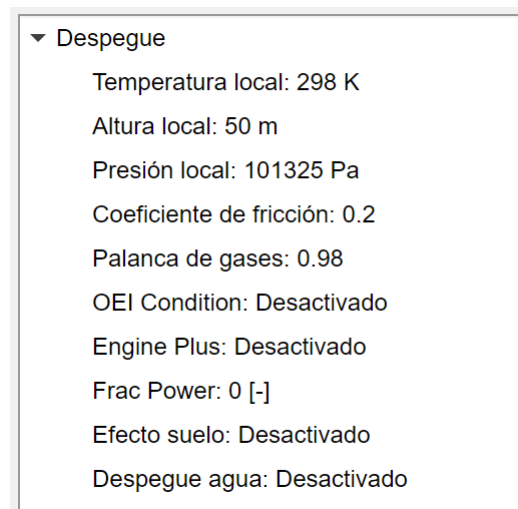 Despegue
Temperatura local: 298 K
Altura local: 50 m
Presión local: 101325 Pa
Coeficiente de fricción: 0.2
Palanca de gases: 0.98
OEI Condition: Desactivado
Engine Plus: Desactivado
Frac Power: 0 [-]
Efecto suelo: Desactivado
Despegue agua: Desactivado